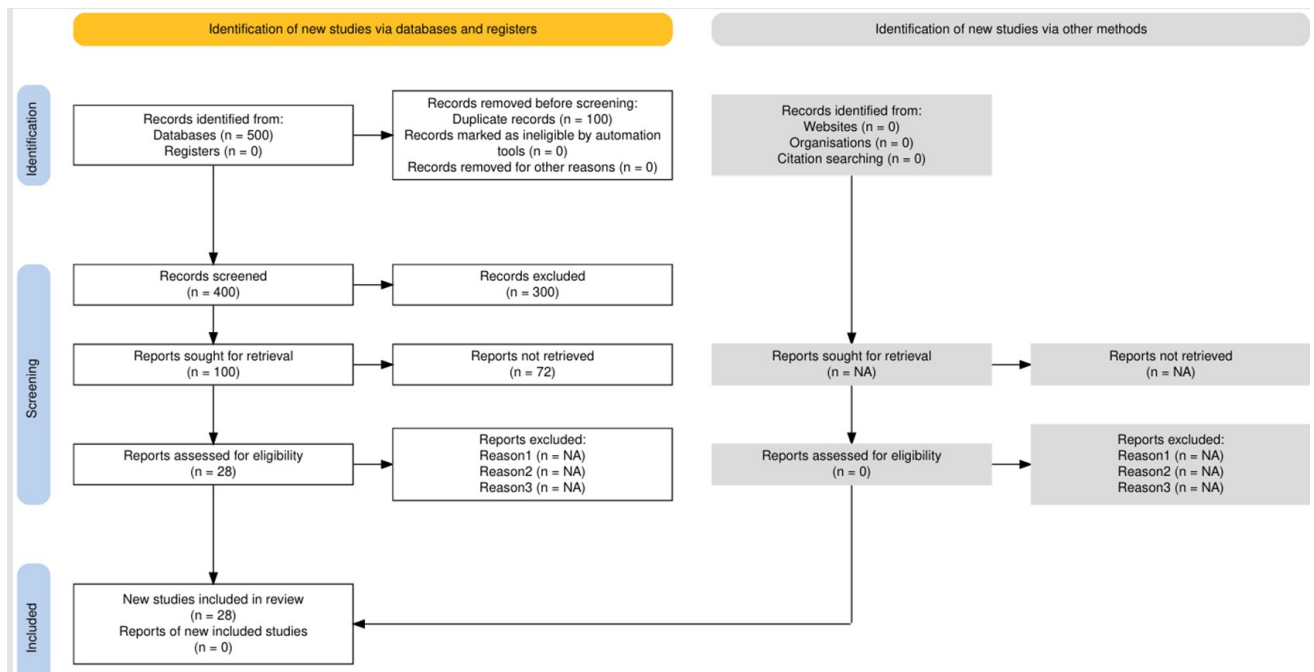 Identification of new studies via databases and registers
Identification of new studies via other methods
Identification
Records identified from:
Databases (n = 500)
Registers (n = 0)
Records removed before screening:
Duplicate records (n = 100)
Records marked as ineligible by automation
tools (n = 0)
Records removed for other reasons (n = 0)
Records identified from:
Websites (n = 0)
Organisations (n = 0)
Citation searching (n = 0)
Screening
Records screened
(n = 400)
Records excluded
(n = 300)
Reports sought for retrieval
(n = 100)
Reports not retrieved
(n = 72)
Reports sought for retrieval
(n = NA)
Reports not retrieved
(n = NA)
Reports assessed for eligibility
(n = 28)
Reports excluded:
Reason1 (n = NA)
Reason2 (n = NA)
Reason3 (n = NA)
Reports assessed for eligibility
(n = 0)
Reports excluded:
Reason1 (n = NA)
Reason2 (n = NA)
Reason3 (n = NA)
Included
New studies included in review
(n = 28)
Reports of new included studies
(n = 0)